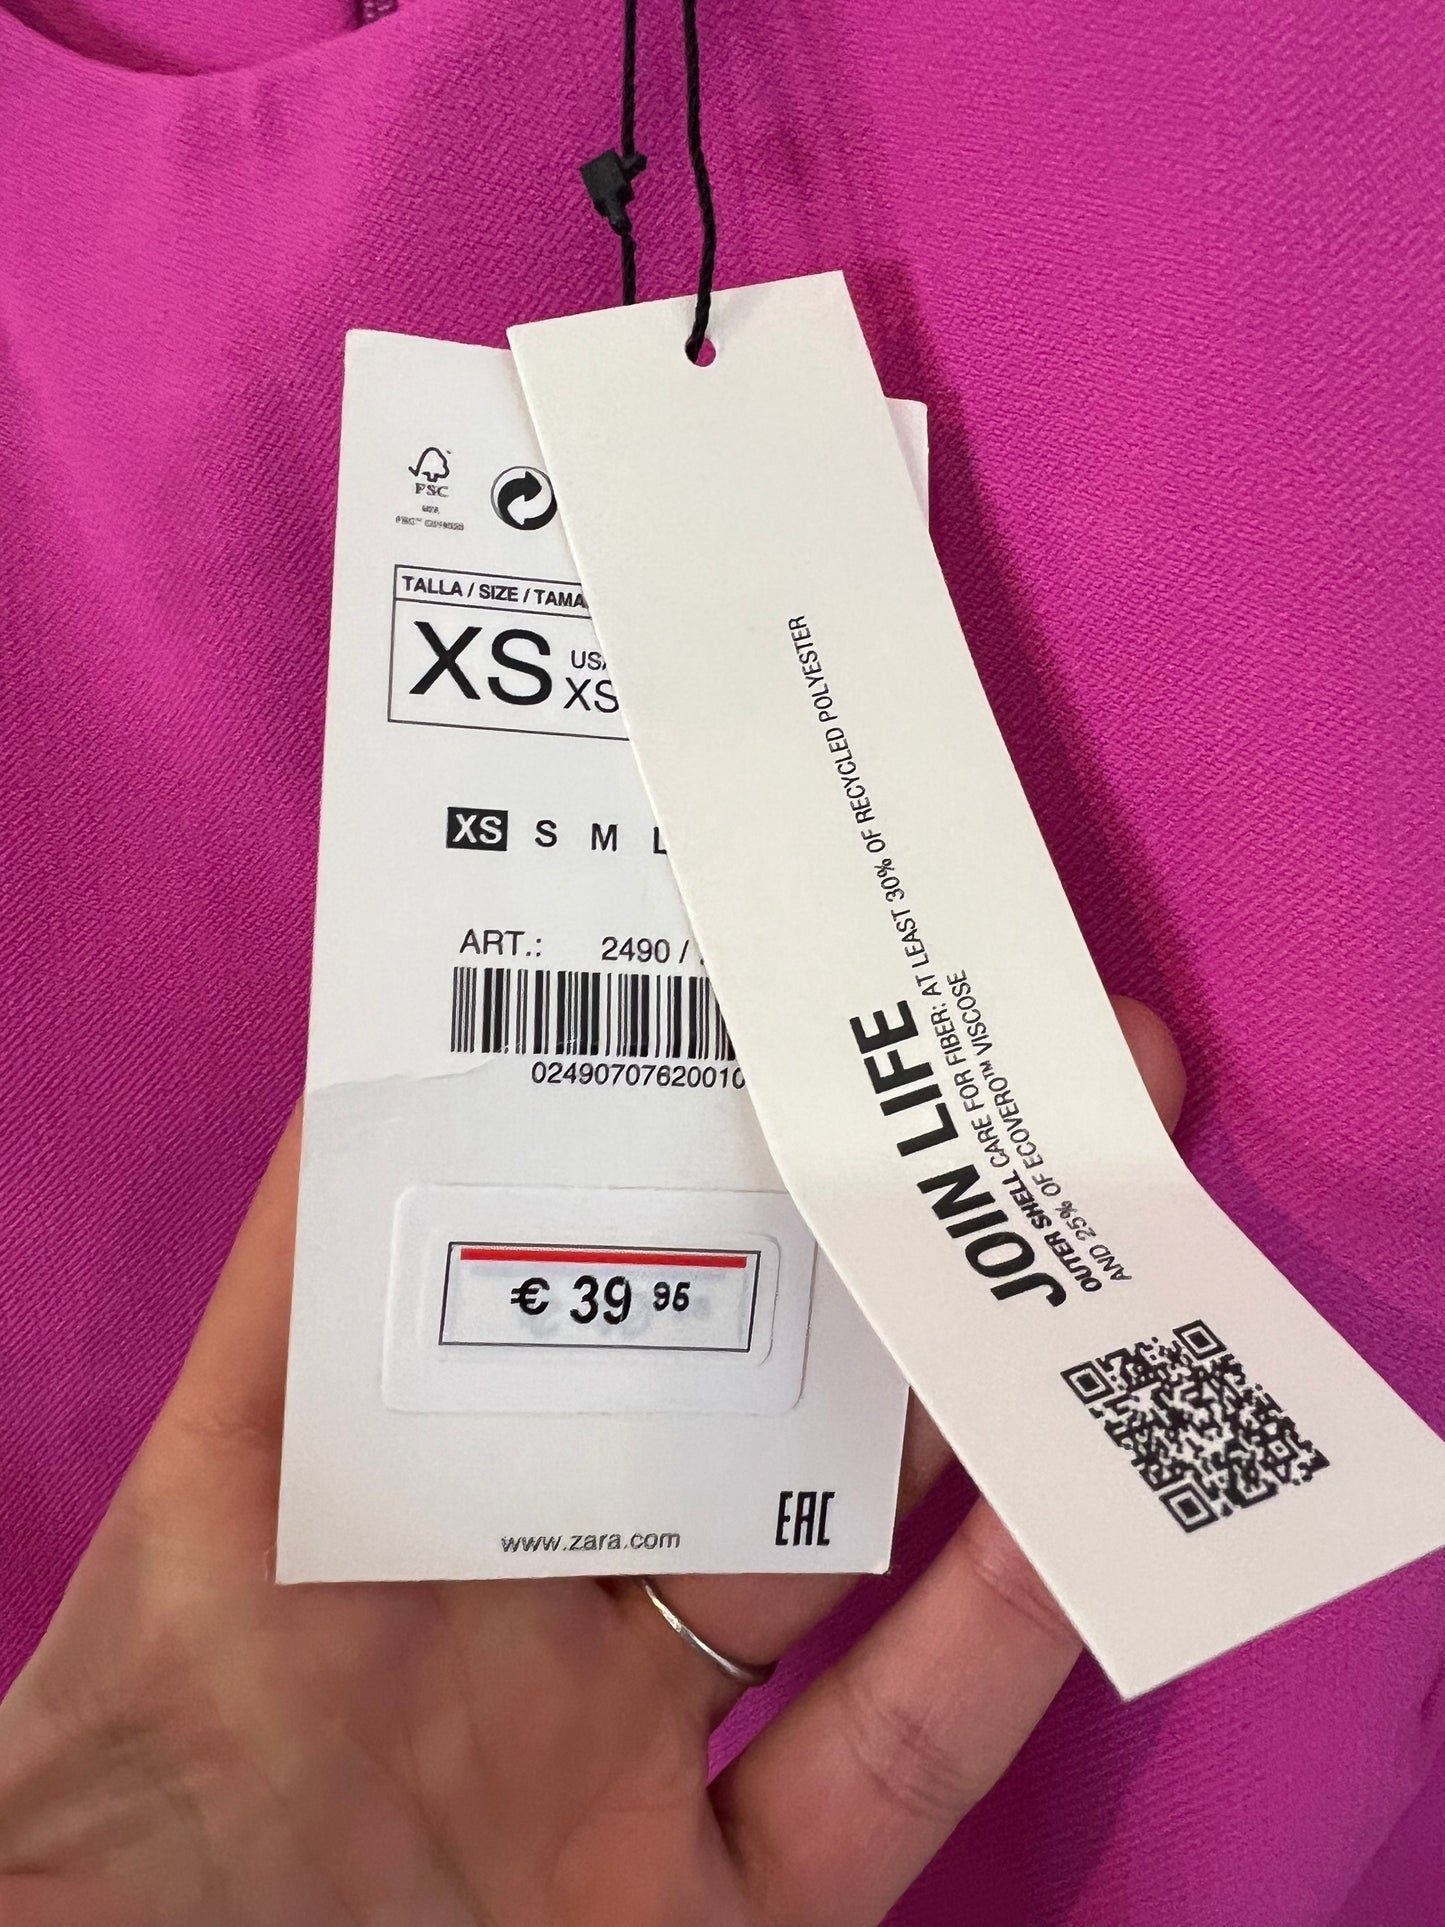 FSC
TALLA / SIZE / TAMA
XS
USA
XS
XS S M L
ART.: 2490 /
02490707620010
€ 39 95
www.zara.com
EAC
JOIN LIFE
OUTER SHELL CARE FOR FIBER: AT LEAST 30% OF RECYCLED POLYESTER
AND 25% OF ECOVERO™ VISCOSE